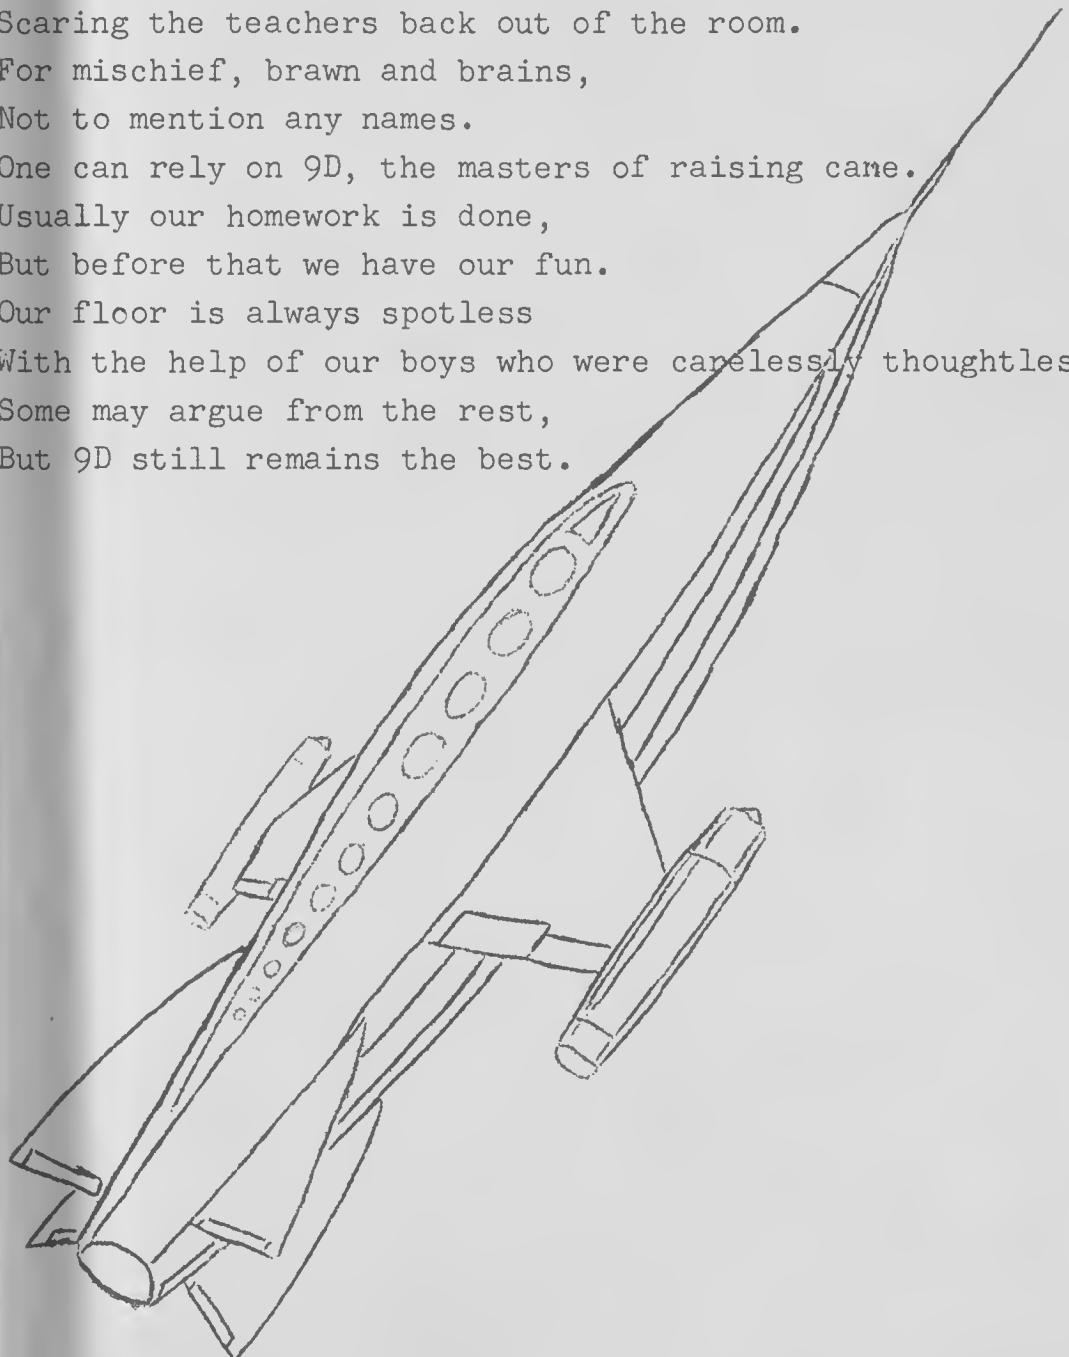 Scaring the teachers back out of the room.
For mischief, brawn and brains,
Not to mention any names.
One can rely on 9D, the masters of raising cane.
Usually our homework is done,
But before that we have our fun.
Our floor is always spotless
With the help of our boys who were carelessly thoughtles
Some may argue from the rest,
But 9D still remains the best.